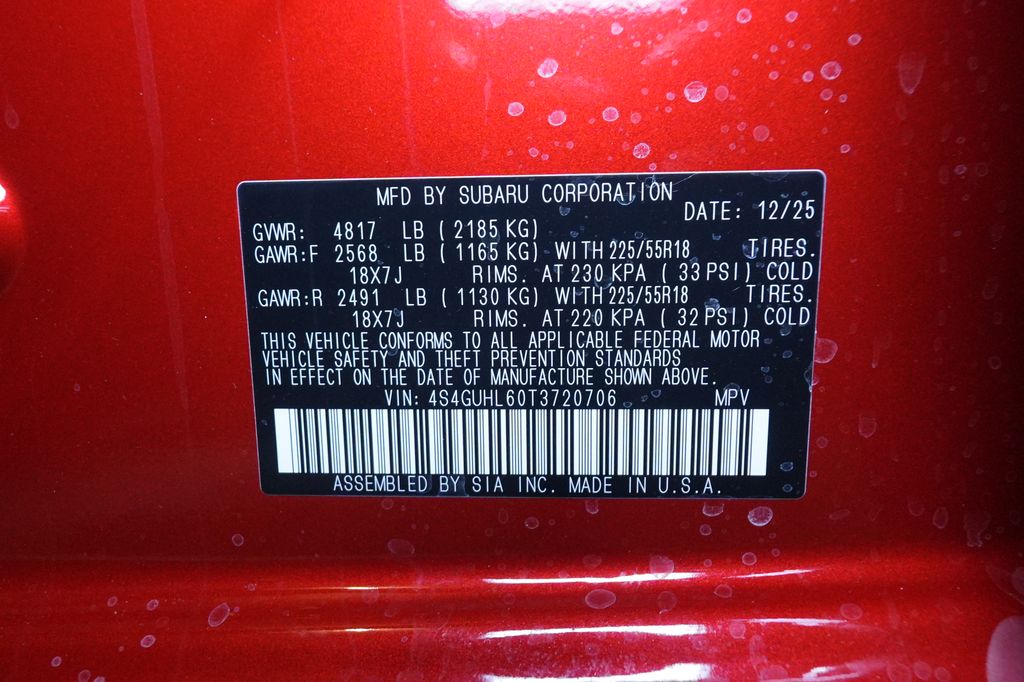 MFD BY SUBARU CORPORATION
DATE: 12/25
GVWR: 4817 LB ( 2185 KG)
GAWR:F 2568 LB ( 1165 KG) WITH 225/55R18 TIRES.
18X7J RIMS. AT 230 KPA ( 33 PSI) COLD
GAWR:R 2491 LB ( 1130 KG) WITH 225/55R18 TIRES.
18X7J RIMS. AT 220 KPA ( 32 PSI) COLD
THIS VEHICLE CONFORMS TO ALL APPLICABLE FEDERAL MOTOR
VEHICLE SAFETY AND THEFT PREVENTION STANDARDS
IN EFFECT ON THE DATE OF MANUFACTURE SHOWN ABOVE.
VIN: 4S4GUHL60T3720706 MPV
ASSEMBLED BY SIA INC. MADE IN U.S.A.